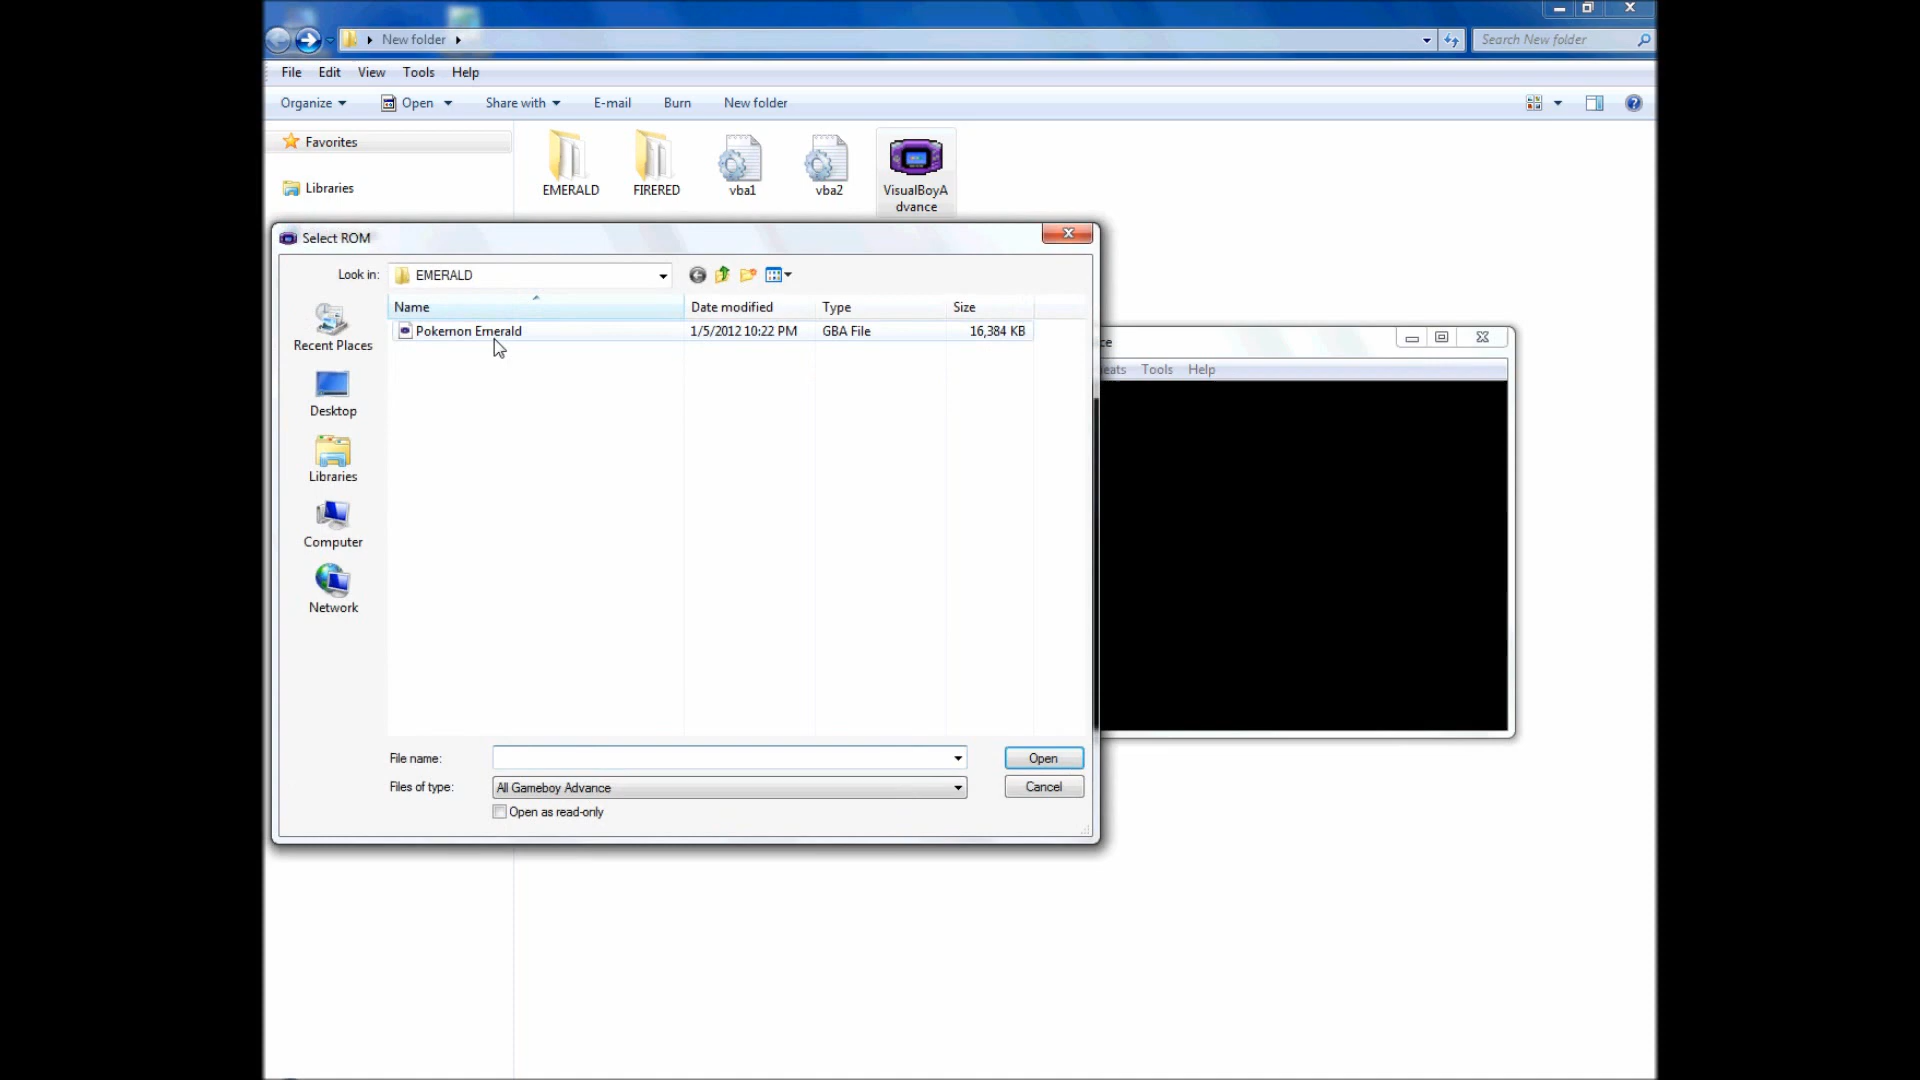 New folder
Search New folder
File Edit View Tools Help
Organize Open Share with E-mail Burn New folder
Favorites
Libraries
EMERALD FIRERED vba1 vba2 VisualBoyA
dvance
Select ROM
Look in: EMERALD
Name Date modified Type Size
Pokemon Emerald 1/5/2012 10:22 PM GBA File 16,384 KB
Recent Places
Desktop
Libraries
Computer
Network
ce
eats Tools Help
File name: Open
Files of type: All Gameboy Advance Cancel
Open as read-only